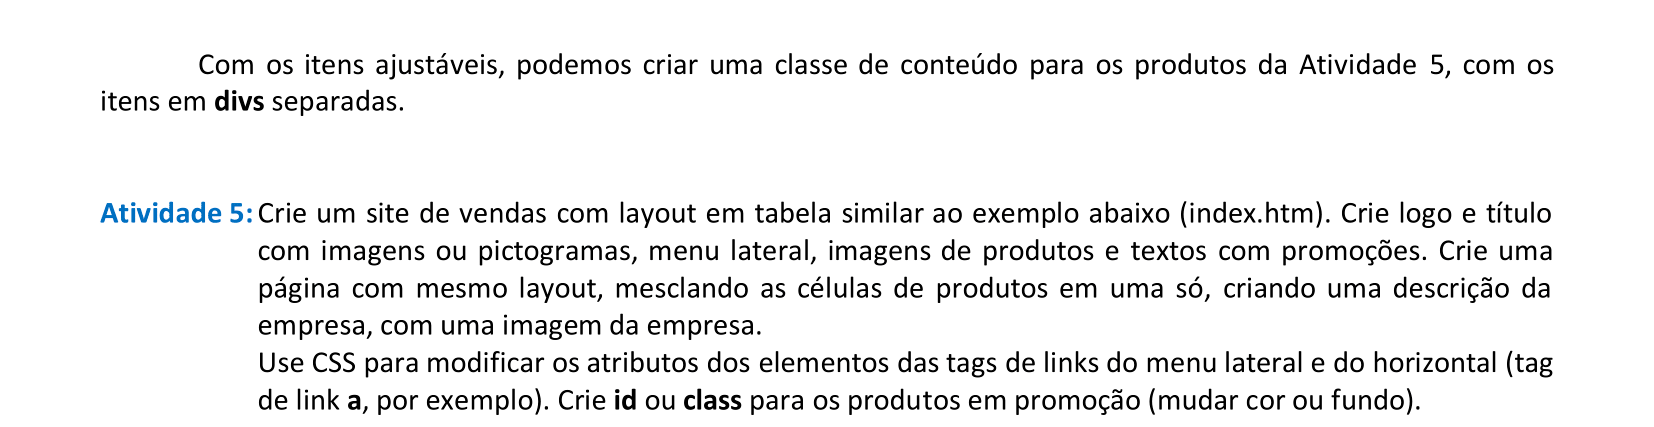 Com os itens ajustáveis, podemos criar uma classe de conteúdo para os produtos da Atividade 5, com os
itens em divs separadas.
Atividade 5: Crie um site de vendas com layout em tabela similar ao exemplo abaixo (index.htm). Crie logo e título
com imagens ou pictogramas, menu lateral, imagens de produtos e textos com promoções. Crie uma
página com mesmo layout, mesclando as células de produtos em uma só, criando uma descrição da
empresa, com uma imagem da empresa.
Use CSS para modificar os atributos dos elementos das tags de links do menu lateral e do horizontal (tag
de link a, por exemplo). Crie id ou class para os produtos em promoção (mudar cor ou fundo).